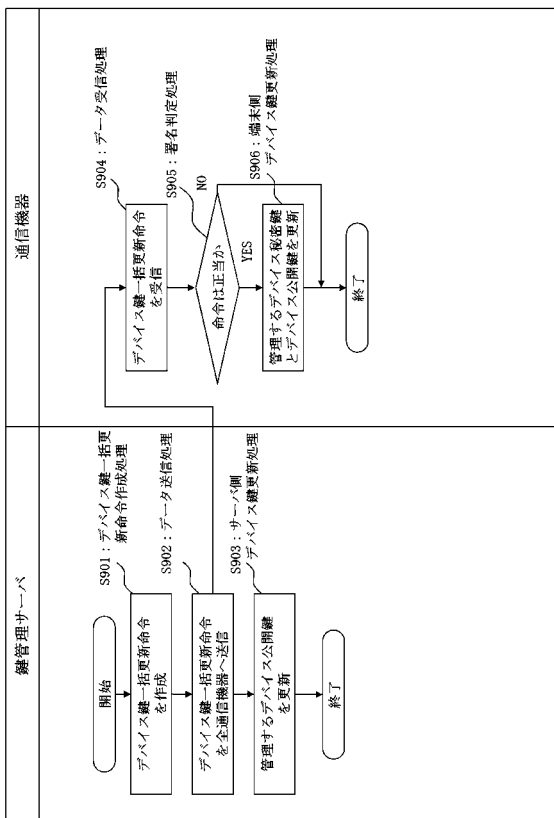 鍵管理サーバ
開始
S901：デバイス鍵一括更
新命令作成処理
デバイス鍵一括更新命令
を作成
S902：データ送信処理
デバイス鍵一括更新命令
を全通信機器へ送信
S903：サーバ側
デバイス鍵更新処理
管理するデバイス公開鍵
を更新
終了
通信機器
S904：データ受信処理
デバイス鍵一括更新命令
を受信
S905：署名判定処理
命令は正当か
NO
YES
S906：端末側
デバイス鍵更新処理
管理するデバイス秘密鍵
とデバイス公開鍵を更新
終了